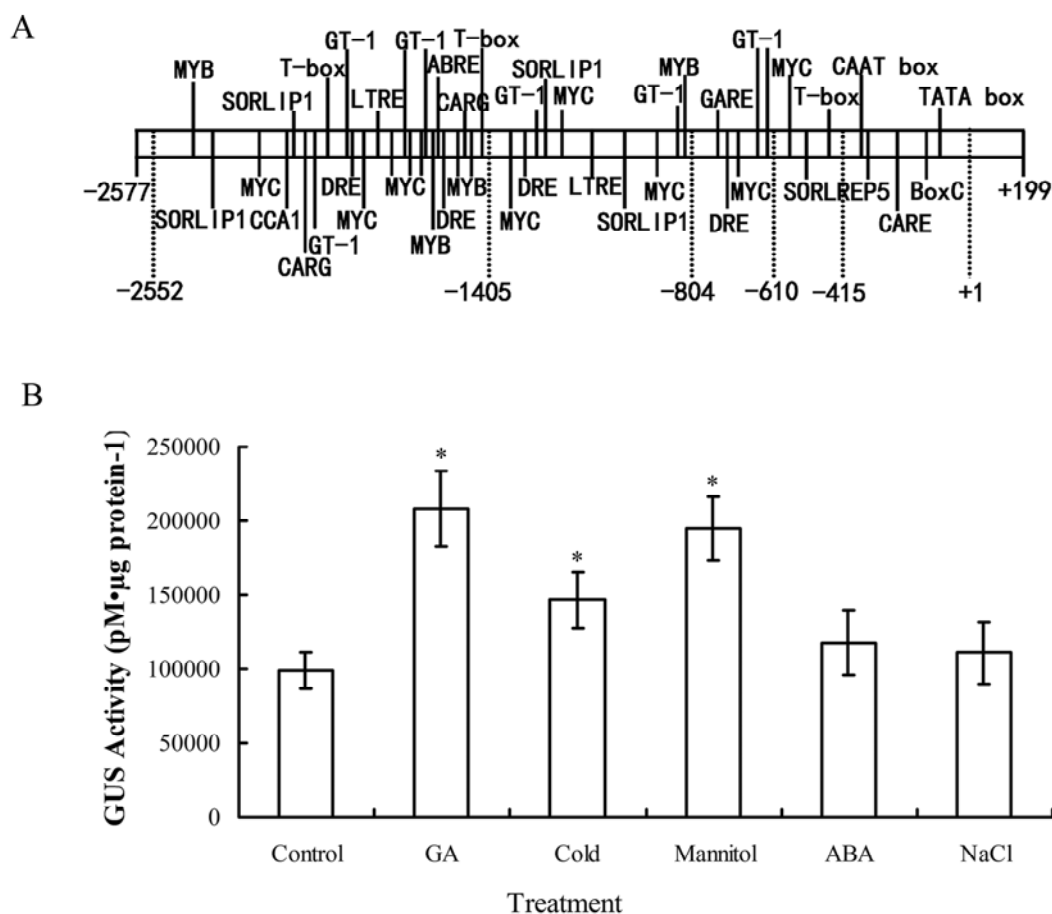 A
GT-1 GT-1 T-box GT-1
MYB T-box ABRE SORLIP1 MYB MYC CAAT box
SORLIP1 LTRE CARG GT-1 MYC GT-1 GARE T-box TATA box
-2577 MYC DRE MYC MYB DRE LTRE MYC MYC SORLREP5 BoxC +199
SORLIP1 CCA1 MYC DRE MYC SORLIP1 DRE CARE
GT-1 MYB
CARG
-2552 -1405 -804 -610 -415 +1
B
GUS Activity (pM•μg protein-1)
250000
200000
150000
100000
50000
0
* * *
Control GA Cold Mannitol ABA NaCl
Treatment